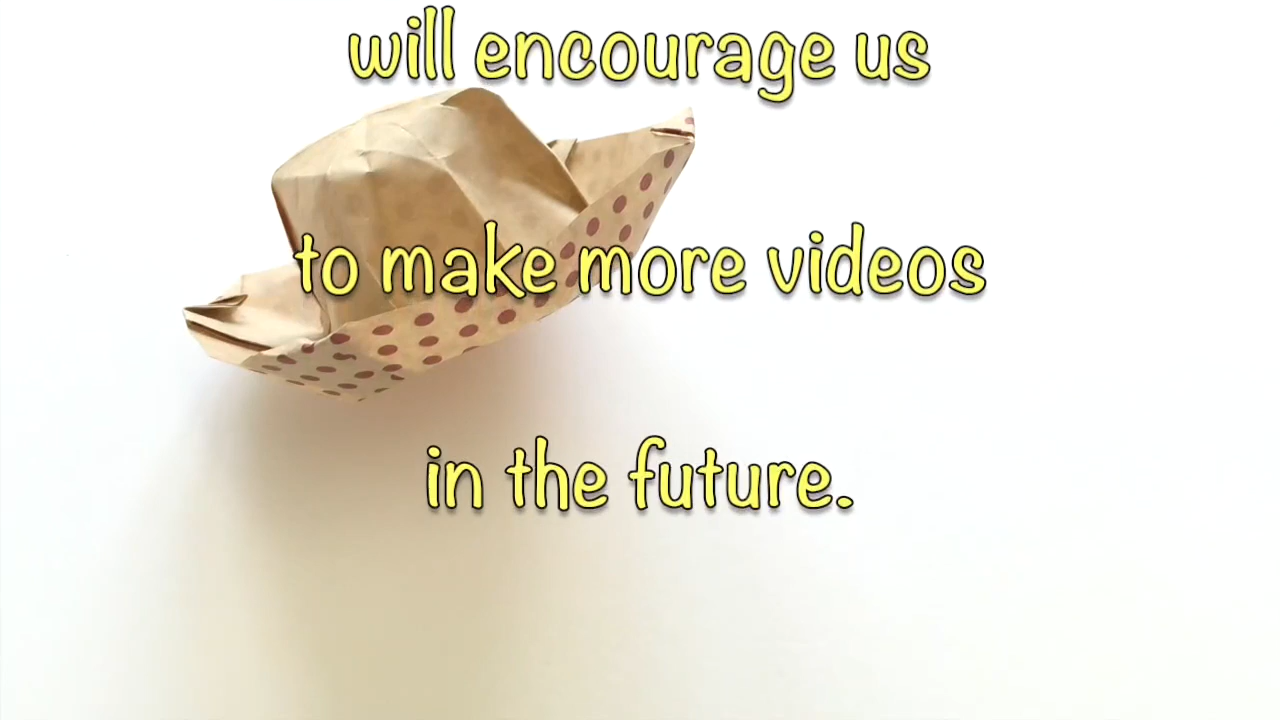 will encourage us
to make more videos
in the future.